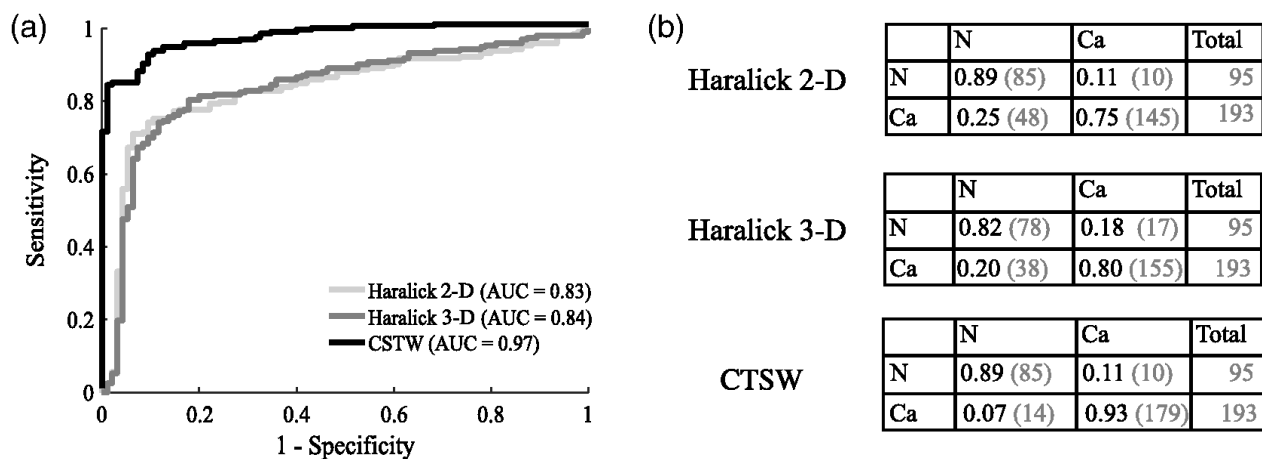 (a)
1
0.8
0.6
0.4
0.2
0
Sensitivity
0 0.2 0.4 0.6 0.8 1
1 - Specificity
Haralick 2-D (AUC = 0.83)
Haralick 3-D (AUC = 0.84)
CSTW (AUC = 0.97)
(b)
Haralick 2-D
N Ca Total
N 0.89 (85) 0.11 (10) 95
Ca 0.25 (48) 0.75 (145) 193
Haralick 3-D
N Ca Total
N 0.82 (78) 0.18 (17) 95
Ca 0.20 (38) 0.80 (155) 193
CTSW
N Ca Total
N 0.89 (85) 0.11 (10) 95
Ca 0.07 (14) 0.93 (179) 193